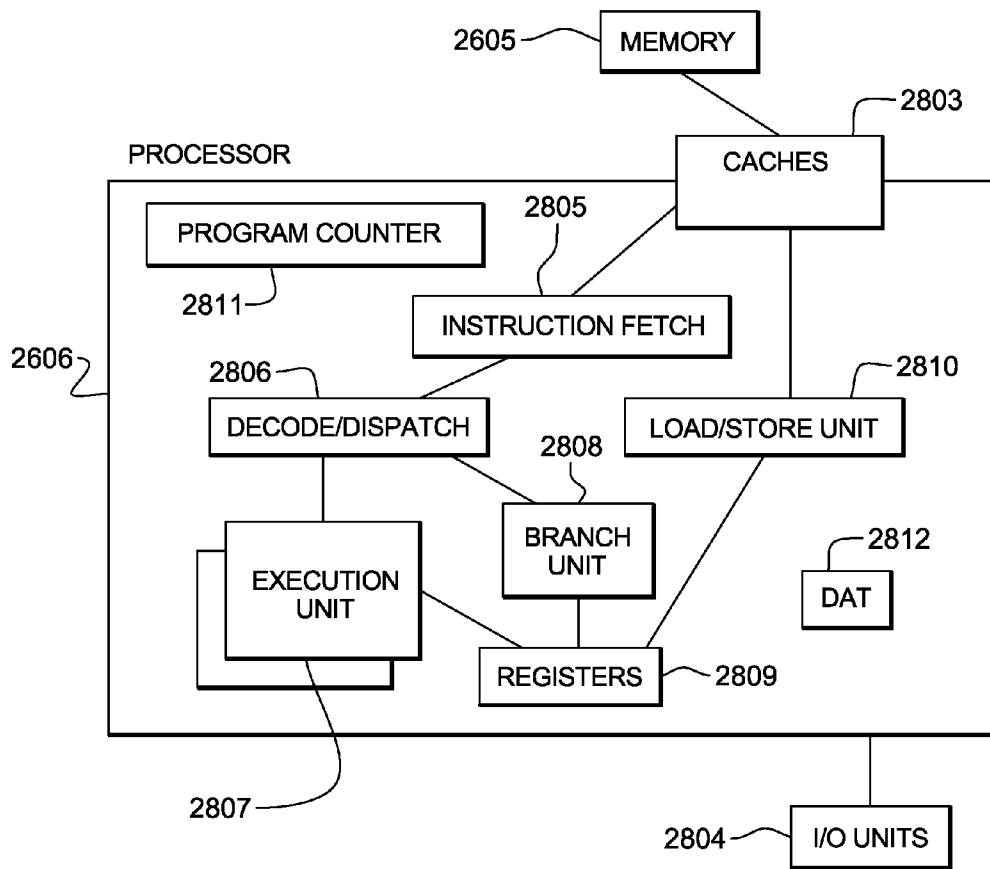 2605
MEMORY
2803
CACHES
PROCESSOR
PROGRAM COUNTER
2811
2805
INSTRUCTION FETCH
2606
2806
DECODE/DISPATCH
2810
LOAD/STORE UNIT
2808
BRANCH
UNIT
EXECUTION
UNIT
2812
DAT
REGISTERS
2809
2807
2804
I/O UNITS